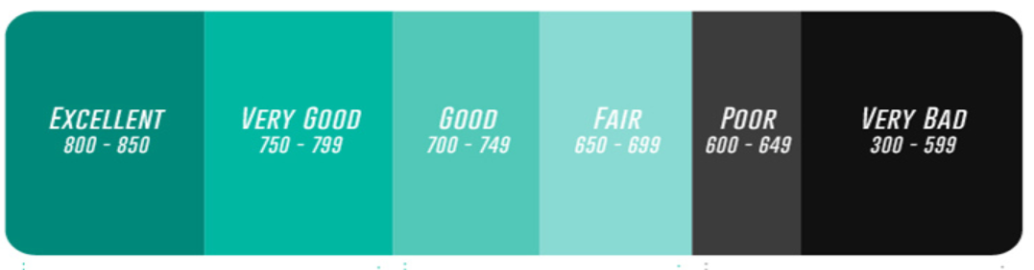 Excellent
800 - 850
Very Good
750 - 799
Good
700 - 749
Fair
650 - 699
Poor
600 - 649
Very Bad
300 - 599